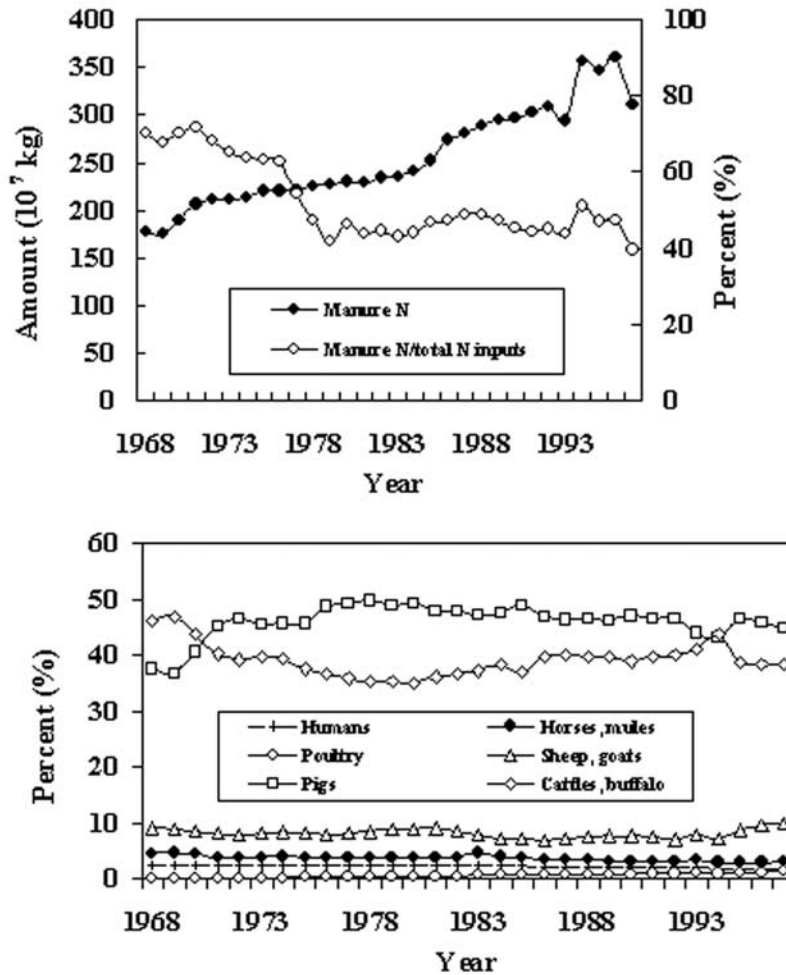 400
350
300
250
200
150
100
50
0
Amount (10 7 kg)
100
80
60
40
20
0
Percent (%)
Manure N
Manure N/total N inputs
1968 1973 1978 1983 1988 1993
Year
60
50
40
30
20
10
0
Percent (%)
Humans Horses, mules
Poultry Sheep, goats
Pigs Cattles, buffalo
1968 1973 1978 1983 1988 1993
Year